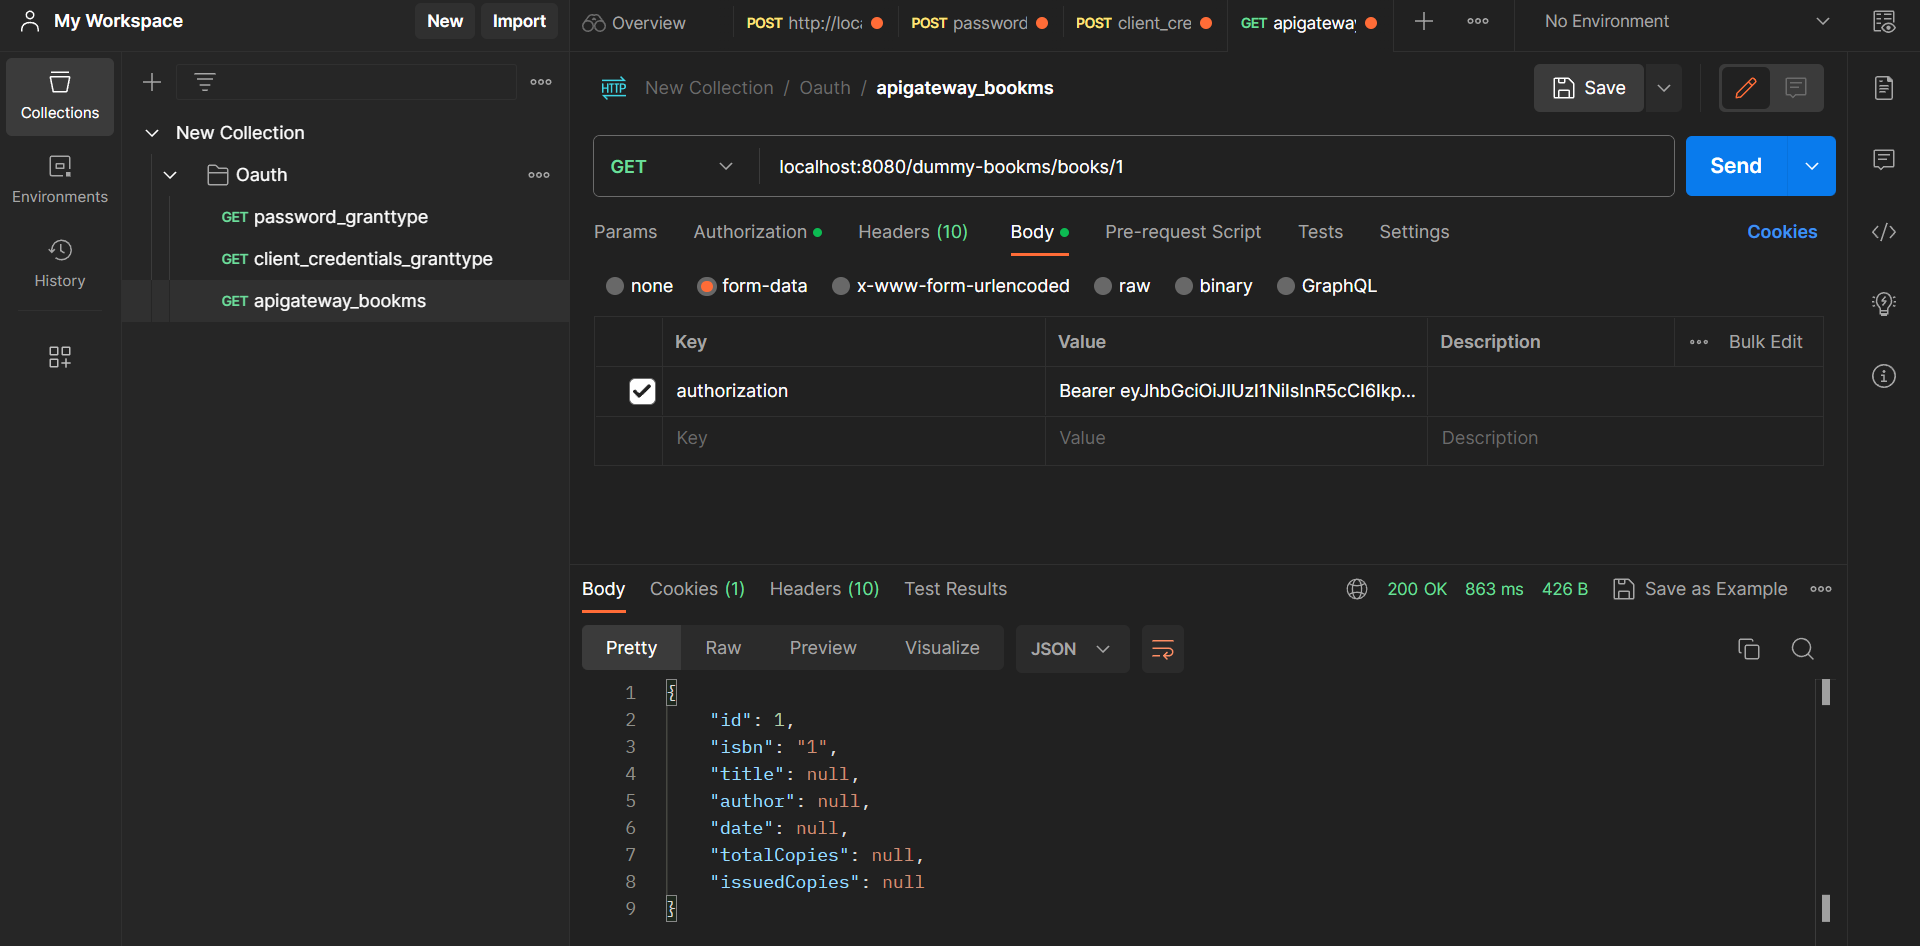 My Workspace
New
Import
Overview
POST http://loc
POST password
POST client_cre
GET apigateway
No Environment
Collections
Environments
History
New Collection
Oauth
GET password_granttype
GET client_credentials_granttype
GET apigateway_bookms
HTTP New Collection / Oauth / apigateway_bookms
Save
GET
localhost:8080/dummy-bookms/books/1
Send
Params
Authorization
Headers (10)
Body
Pre-request Script
Tests
Settings
Cookies
none
form-data
x-www-form-urlencoded
raw
binary
GraphQL
Key
Value
Description
Bulk Edit
authorization
Bearer eyJhbGciOiJIUzI1NiIsInR5cCI6Ikp...
Key
Value
Description
Body
Cookies (1)
Headers (10)
Test Results
200 OK
863 ms
426 B
Save as Example
Pretty
Raw
Preview
Visualize
JSON
1 {
2 "id": 1,
3 "isbn": "1",
4 "title": null,
5 "author": null,
6 "date": null,
7 "totalCopies": null,
8 "issuedCopies": null
9 }